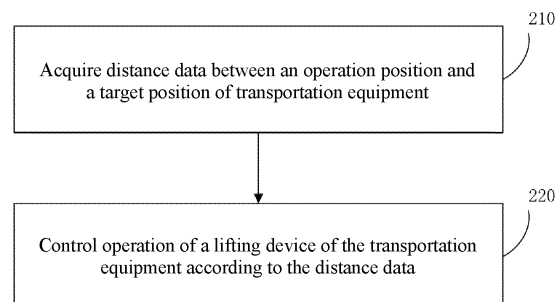 210
Acquire distance data between an operation position and
a target position of transportation equipment
220
Control operation of a lifting device of the transportation
equipment according to the distance data